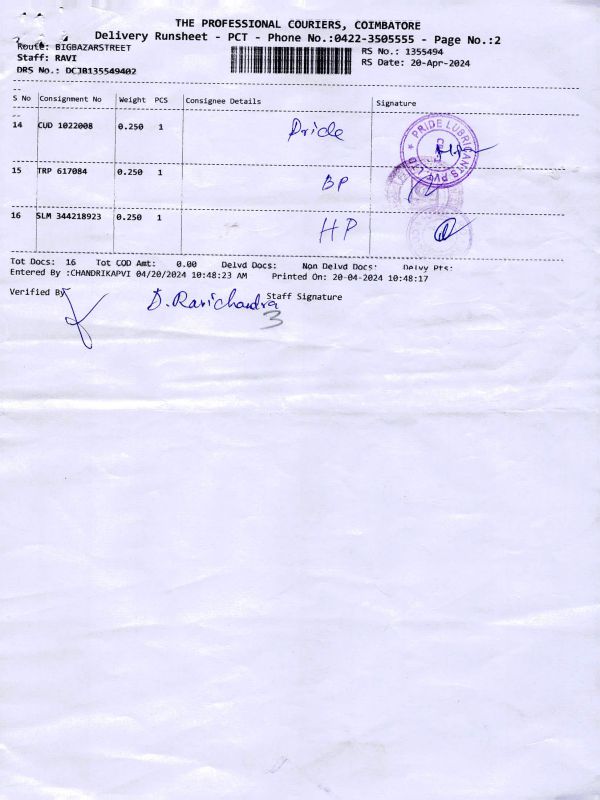 THE PROFESSIONAL COURIERS, COIMBATORE
Delivery Runsheet - PCT - Phone No.:0422-3505555 - Page No.:2
Route: BIGBAZARSTREET
RS No.: 1355494
Staff: RAVI
RS Date: 20-Apr-2024
DRS No.: DCJB135549402
S No Consignment No Weight PCS Consignee Details Signature
14 CUD 1022008 0.250 1 Pride
PRIDE LUBRICANTS PVT LTD
15 TRP 617084 0.250 1 BP
16 SLM 344218923 0.250 1 HP
Tot Docs: 16 Tot COD Amt: 0.00 Delvd Docs: Non Delvd Docs: Delvy Pts:
Entered By :CHANDRIKAPVI 04/20/2024 10:48:23 AM Printed On: 20-04-2024 10:48:17
Verified By D. Ravichandra Staff Signature
3